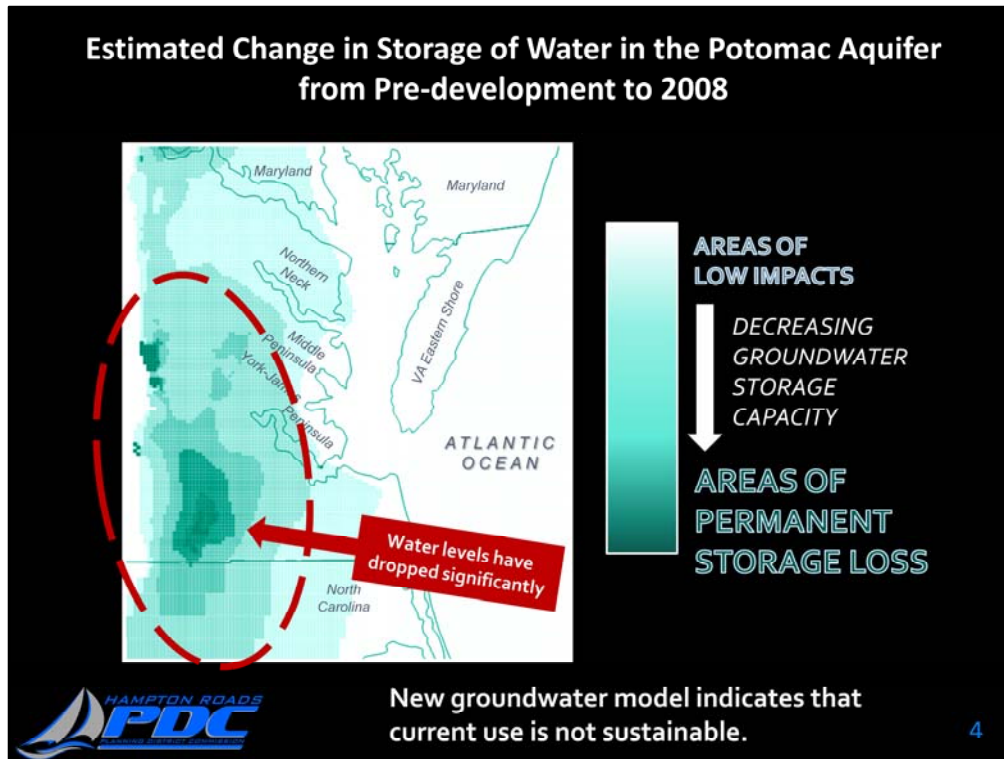 Estimated Change in Storage of Water in the Potomac Aquifer
from Pre-development to 2008
Maryland
Maryland
Northern
Neck
Middle
Peninsula
York-James
Peninsula
VA Eastern Shore
ATLANTIC
OCEAN
Water levels have
dropped significantly
North
Carolina
AREAS OF
LOW IMPACTS
DECREASING
GROUNDWATER
STORAGE
CAPACITY
AREAS OF
PERMANENT
STORAGE LOSS
HAMPTON ROADS
PDC
PLANNING DISTRICT COMMISSION
New groundwater model indicates that
current use is not sustainable.
4